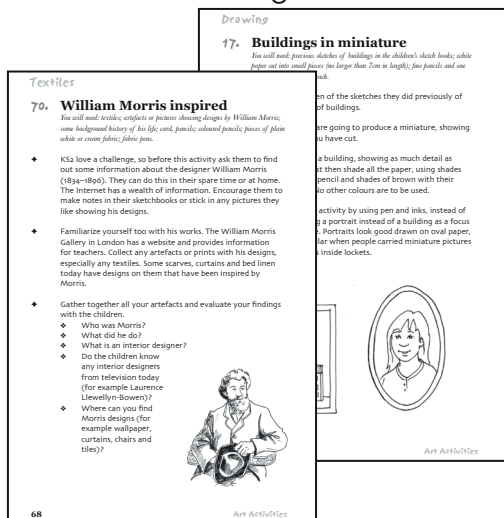 Drawing
17. Buildings in miniature
You will need: previous sketches of buildings in the children's sketch books; white
paper cut into small pieces (no larger than 7cm in length); fine pencils and one
each.
en of the sketches they did previously of
of buildings.
are going to produce a miniature, showing
ou have cut.
a building, showing as much detail as
st then shade all the paper, using shades
pencil and shades of brown with their
No other colours are to be used.
activity by using pen and inks, instead of
g a portrait instead of a building as a focus
e. Portraits look good drawn on oval paper,
lar when people carried miniature pictures
s inside lockets.
Art Activities
Textiles
70. William Morris inspired
You will need: textiles; artefacts or pictures showing designs by William Morris;
some background history of his life; card, pencils; coloured pencils; pieces of plain
white or cream fabric; fabric pens.
✦ KS2 love a challenge, so before this activity ask them to find
out some information about the designer William Morris
(1834–1896). They can do this in their spare time or at home.
The Internet has a wealth of information. Encourage them to
make notes in their sketchbooks or stick in any pictures they
like showing his designs.
✦ Familiarize yourself too with his works. The William Morris
Gallery in London has a website and provides information
for teachers. Collect any artefacts or prints with his designs,
especially any textiles. Some scarves, curtains and bed linen
today have designs on them that have been inspired by
Morris.
✦ Gather together all your artefacts and evaluate your findings
with the children.
❖ Who was Morris?
❖ What did he do?
❖ What is an interior designer?
❖ Do the children know
any interior designers
from television today
(for example Laurence
Llewellyn-Bowen)?
❖ Where can you find
Morris designs (for
example wallpaper,
curtains, chairs and
tiles)?
68
Art Activities